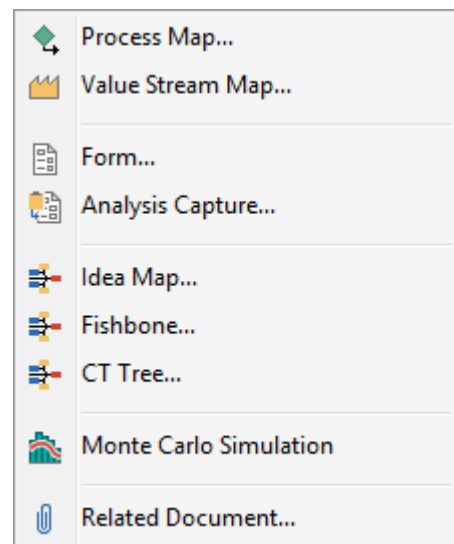 Process Map...
Value Stream Map...
Form...
Analysis Capture...
Idea Map...
Fishbone...
CT Tree...
Monte Carlo Simulation
Related Document...